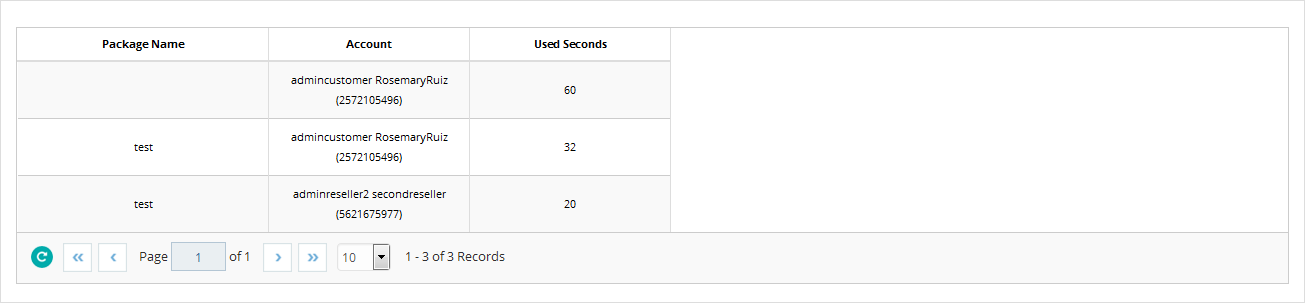 Package Name Account Used Seconds
admincustomer RosemaryRuiz
(2572105496)
60
admincustomer RosemaryRuiz
test
(2572105496)
32
adminreseller2 secondreseller
test
(5621675977)
20
Page 1 of 1 10 1 - 3 of 3 Records